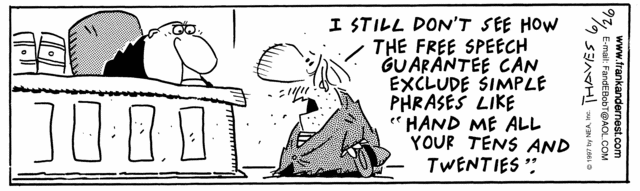 I STILL DON'T SEE HOW
THE FREE SPEECH
GUARANTEE CAN
EXCLUDE SIMPLE
PHRASES LIKE
"HAND ME ALL
YOUR TENS AND
TWENTIES".
THAVES 6/26
www.frankandernest.com
E-mail: FandEBobT@AOL.COM
© 1997 by NEA, Inc.